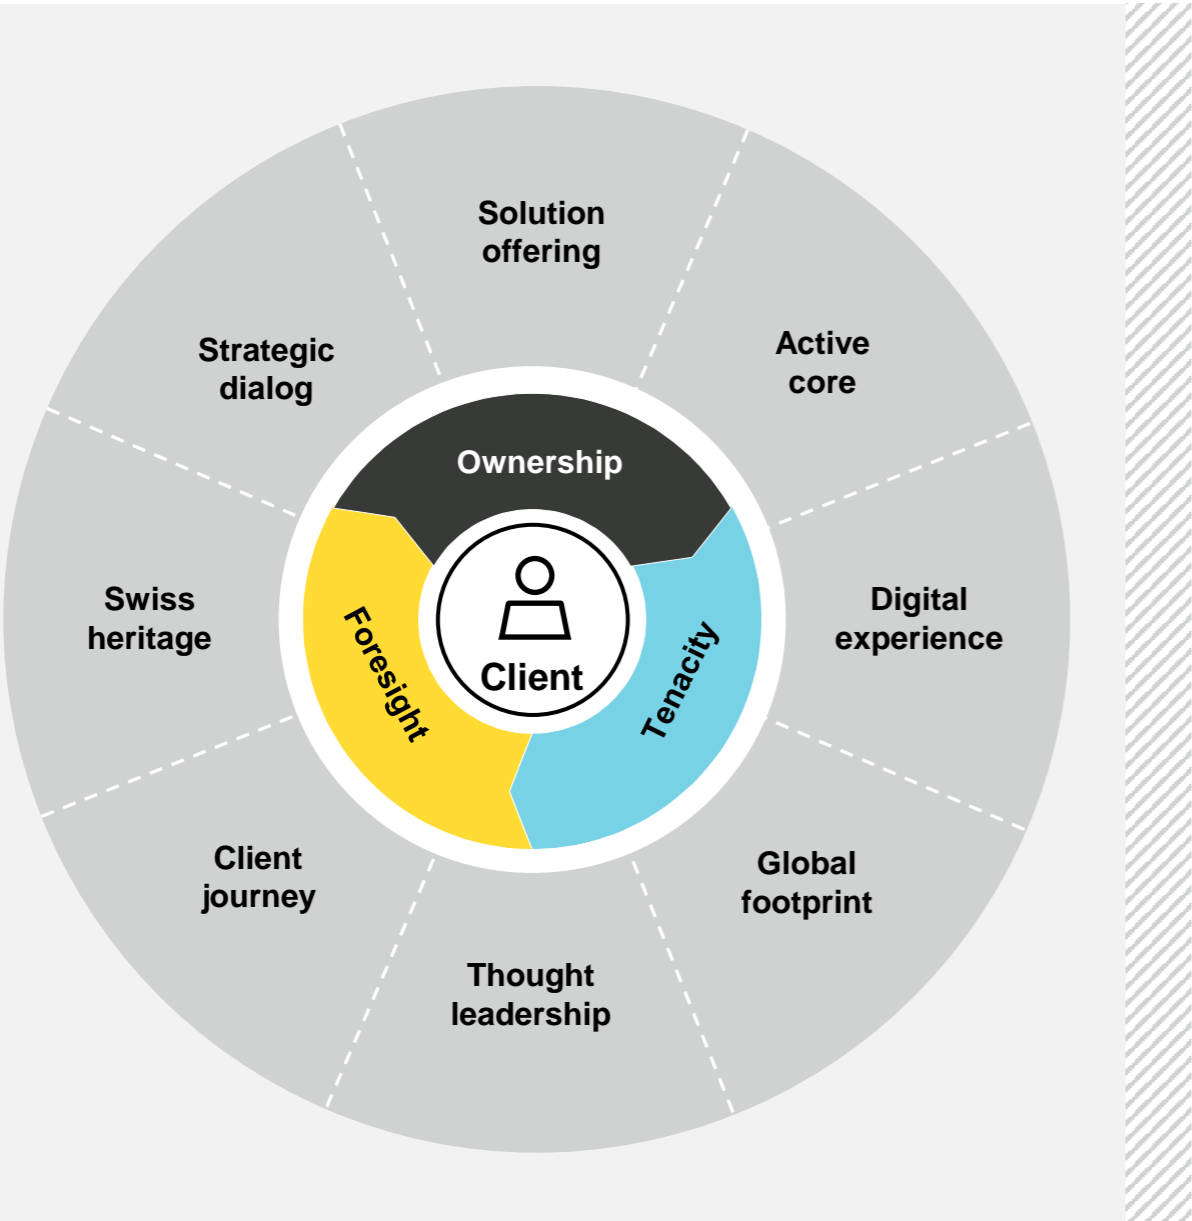 Solution
offering
Active
core
Strategic
dialog
Ownership
Swiss
heritage
Foresight
Client
Tenacity
Digital
experience
Client
journey
Global
footprint
Thought
leadership